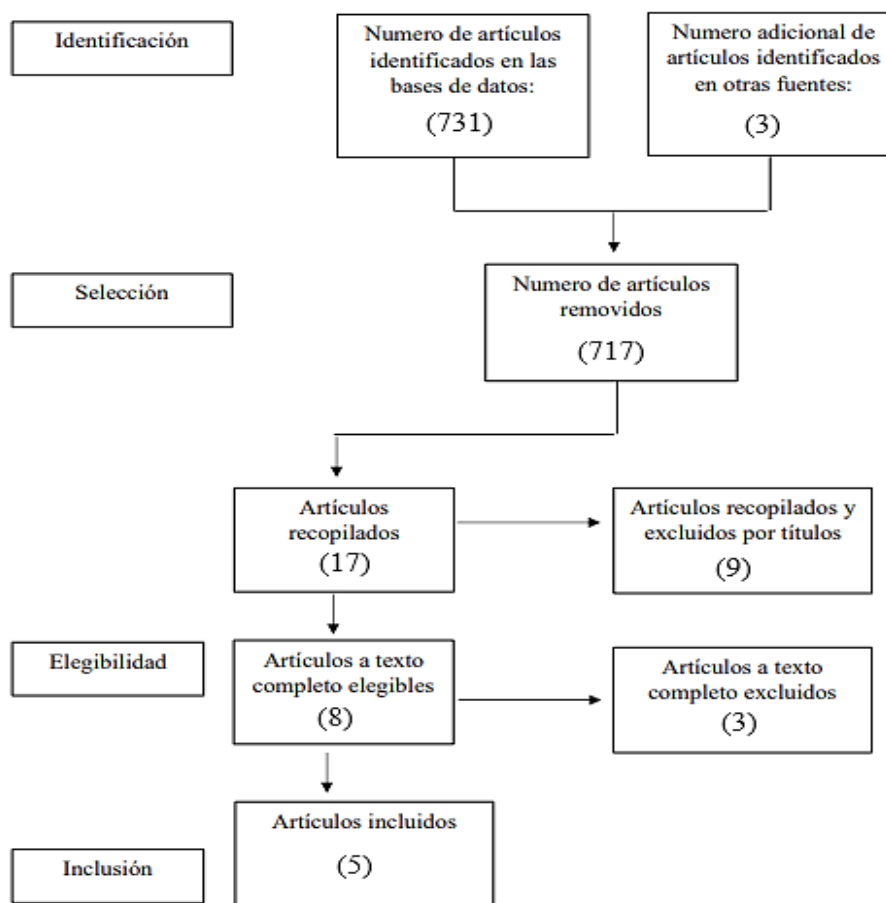 Identificación
Numero de artículos
identificados en las
bases de datos:
(731)
Numero adicional de
artículos identificados
en otras fuentes:
(3)
Selección
Numero de artículos
removidos
(717)
Artículos
recopilados
(17)
Artículos recopilados y
excluidos por títulos
(9)
Elegibilidad
Artículos a texto
completo elegibles
(8)
Artículos a texto
completo excluidos
(3)
Artículos incluidos
(5)
Inclusión